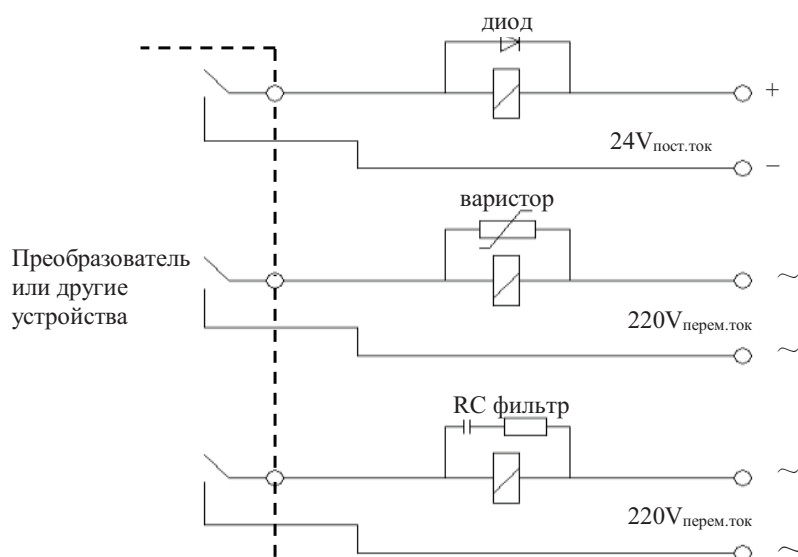 диод
+
24Vпост.ток
−
варистор
Преобразователь
или другие
устройства
~
220Vперем.ток
~
RC фильтр
~
220Vперем.ток
~